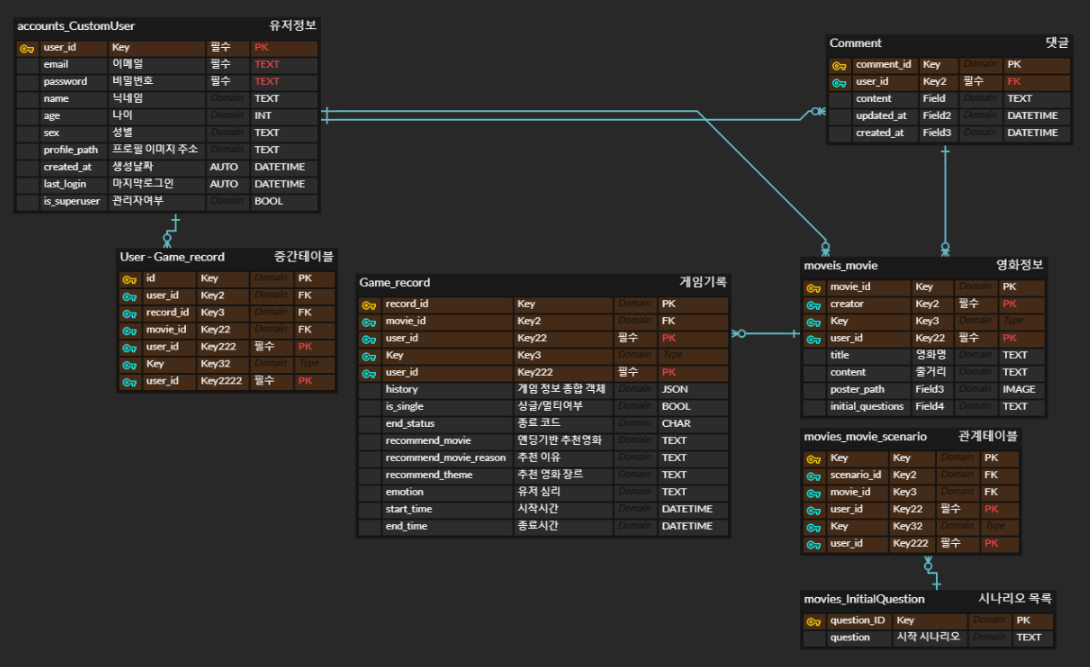 accounts_CustomUser 유저정보
user_id Key 필수 PK
email 이메일 필수 TEXT
password 비밀번호 필수 TEXT
name 닉네임 Domain TEXT
age 나이 Domain INT
sex 성별 Domain TEXT
profile_path 프로필 이미지 주소 Domain TEXT
created_at 생성날짜 AUTO DATETIME
last_login 마지막로그인 AUTO DATETIME
is_superuser 관리자여부 Domain BOOL
Comment 댓글
comment_id Key Domain PK
user_id Key2 필수 FK
content Field Domain TEXT
updated_at Field2 Domain DATETIME
created_at Field3 Domain DATETIME
User - Game_record 중간테이블
id Key Domain PK
user_id Key2 Domain FK
record_id Key3 Domain FK
movie_id Key22 Domain FK
user_id Key222 필수 PK
Key Key32 Domain Type
user_id Key2222 필수 PK
Game_record 게임기록
record_id Key Domain PK
movie_id Key2 Domain FK
user_id Key22 필수 PK
Key Key3 Domain Type
user_id Key222 필수 PK
history 게임 정보 종합 객체 Domain JSON
is_single 싱글/멀티여부 Domain BOOL
end_status 종료 코드 Domain CHAR
recommend_movie 엔딩기반 추천영화 Domain TEXT
recommend_movie_reason 추천 이유 Domain TEXT
recommend_theme 추천 영화 장르 Domain TEXT
emotion 유저 심리 Domain TEXT
start_time 시작시간 Domain DATETIME
end_time 종료시간 Domain DATETIME
moveis_movie 영화정보
movie_id Key Domain PK
creator Key2 필수 PK
Key Key3 Domain Type
user_id Key22 필수 PK
title 영화명 Domain TEXT
content 줄거리 Domain TEXT
poster_path Field3 Domain IMAGE
initial_questions Field4 Domain TEXT
movies_movie_scenario 관계테이블
Key Key Domain PK
scenario_id Key2 Domain FK
movie_id Key3 Domain FK
user_id Key22 필수 PK
Key Key32 Domain Type
user_id Key222 필수 PK
movies_InitialQuestion 시나리오 목록
question_ID Key Domain PK
question 시작 시나리오 Domain TEXT